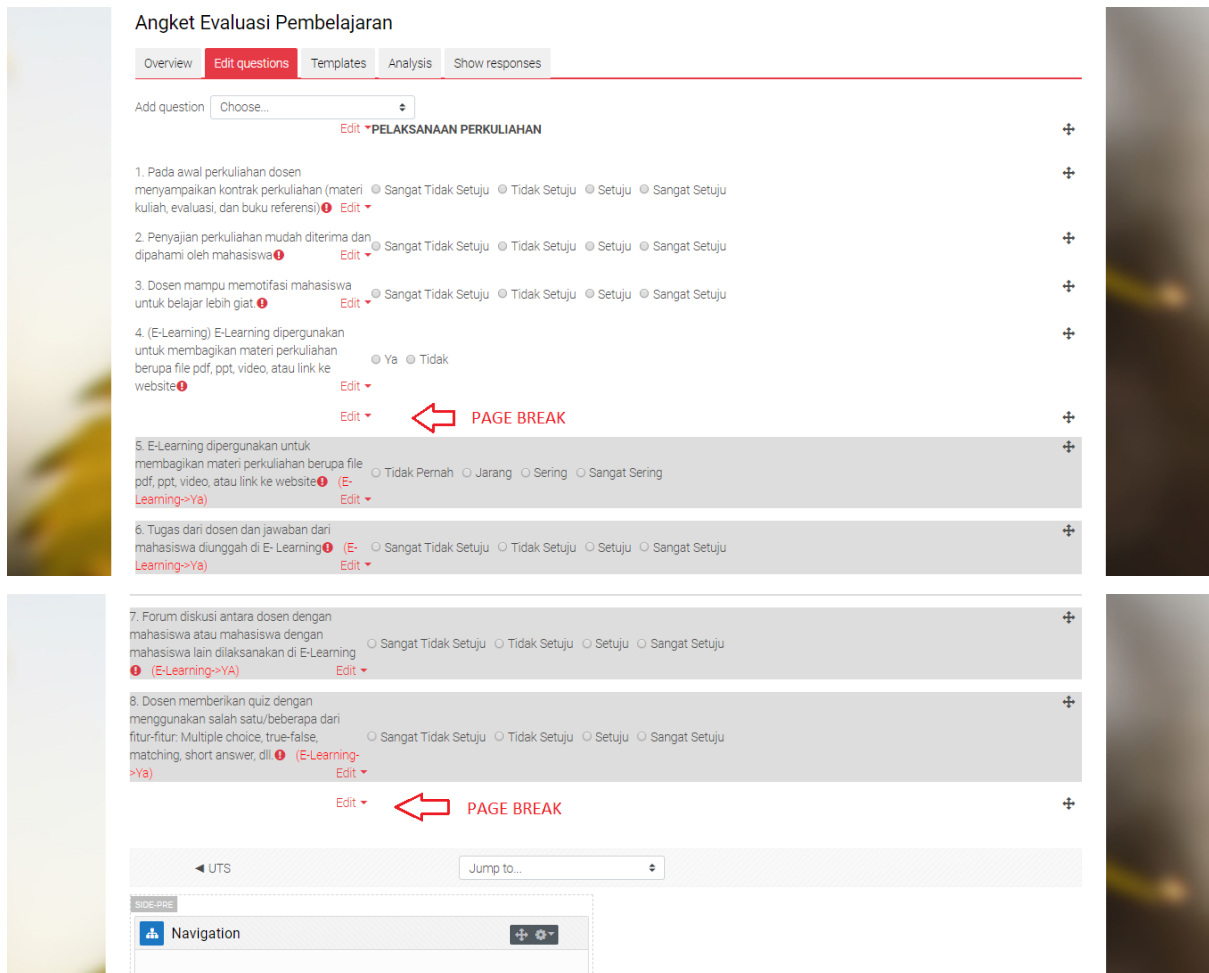 Angket Evaluasi Pembelajaran
Overview Edit questions Templates Analysis Show responses
Add question Choose...
Edit PELAKSANAAN PERKULIAHAN
1. Pada awal perkuliahan dosen
menyampaikan kontrak perkuliahan (materi
kuliah, evaluasi, dan buku referensi) Edit
Sangat Tidak Setuju Tidak Setuju Setuju Sangat Setuju
2. Penyajian perkuliahan mudah diterima dan
dipahami oleh mahasiswa Edit
Sangat Tidak Setuju Tidak Setuju Setuju Sangat Setuju
3. Dosen mampu memotifasi mahasiswa
untuk belajar lebih giat. Edit
Sangat Tidak Setuju Tidak Setuju Setuju Sangat Setuju
4. (E-Learning) E-Learning dipergunakan
untuk membagikan materi perkuliahan
berupa file pdf, ppt, video, atau link ke
website Edit
Ya Tidak
Edit PAGE BREAK
5. E-Learning dipergunakan untuk
membagikan materi perkuliahan berupa file
pdf, ppt, video, atau link ke website (E-
Learning->Ya) Edit
Tidak Pernah Jarang Sering Sangat Sering
6. Tugas dari dosen dan jawaban dari
mahasiswa diunggah di E- Learning (E-
Learning->Ya) Edit
Sangat Tidak Setuju Tidak Setuju Setuju Sangat Setuju
7. Forum diskusi antara dosen dengan
mahasiswa atau mahasiswa dengan
mahasiswa lain dilaksanakan di E-Learning
(E-Learning->YA) Edit
Sangat Tidak Setuju Tidak Setuju Setuju Sangat Setuju
8. Dosen memberikan quiz dengan
menggunakan salah satu/beberapa dari
fitur-fitur: Multiple choice, true-false,
matching, short answer, dll. (E-Learning-
>Ya) Edit
Sangat Tidak Setuju Tidak Setuju Setuju Sangat Setuju
Edit PAGE BREAK
◄ UTS Jump to...
SIDE-PRE
Navigation